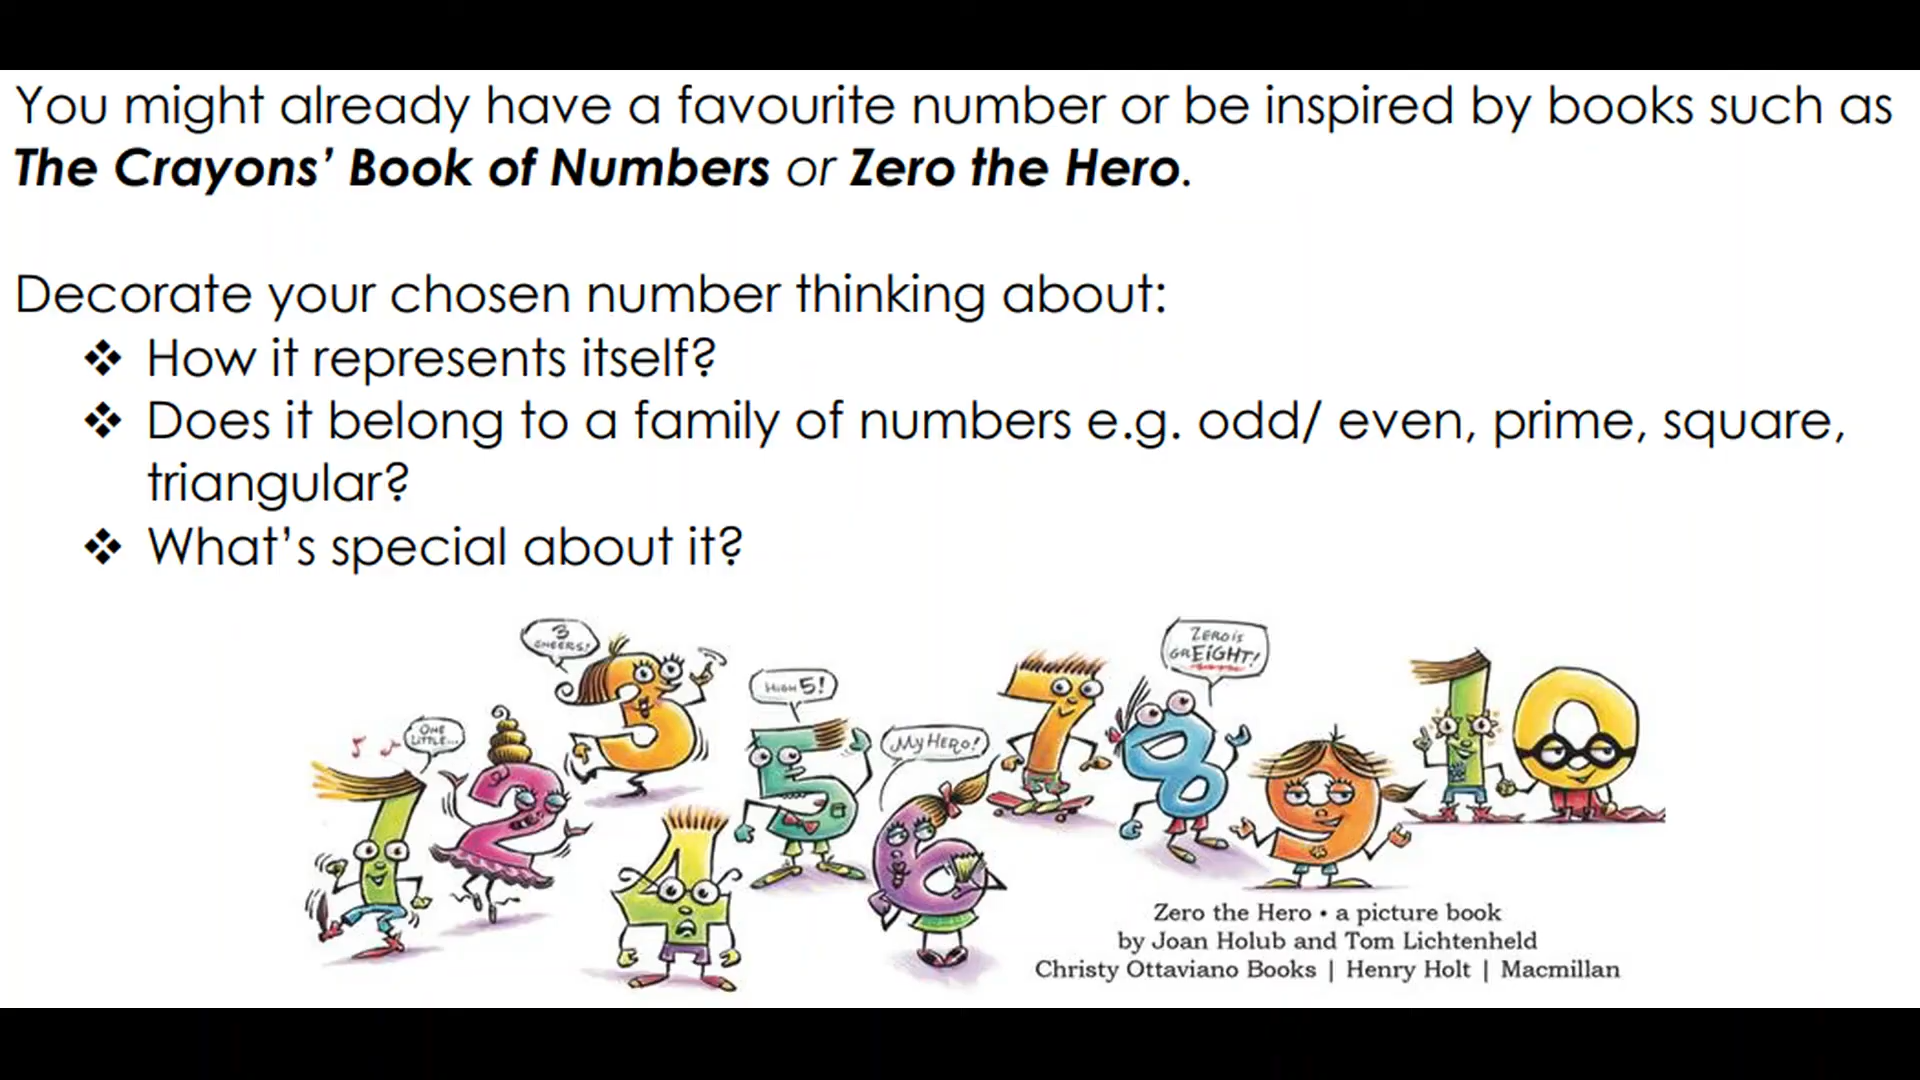 You might already have a favourite number or be inspired by books such as
The Crayons’ Book of Numbers or Zero the Hero.
Decorate your chosen number thinking about:
❖ How it represents itself?
❖ Does it belong to a family of numbers e.g. odd/ even, prime, square,
triangular?
❖ What’s special about it?
3
CHEERS!
ZERO is
GREIGHT!
HIGH 5!
ONE
LITTLE...
My HERO!
Zero the Hero • a picture book
by Joan Holub and Tom Lichtenheld
Christy Ottaviano Books | Henry Holt | Macmillan